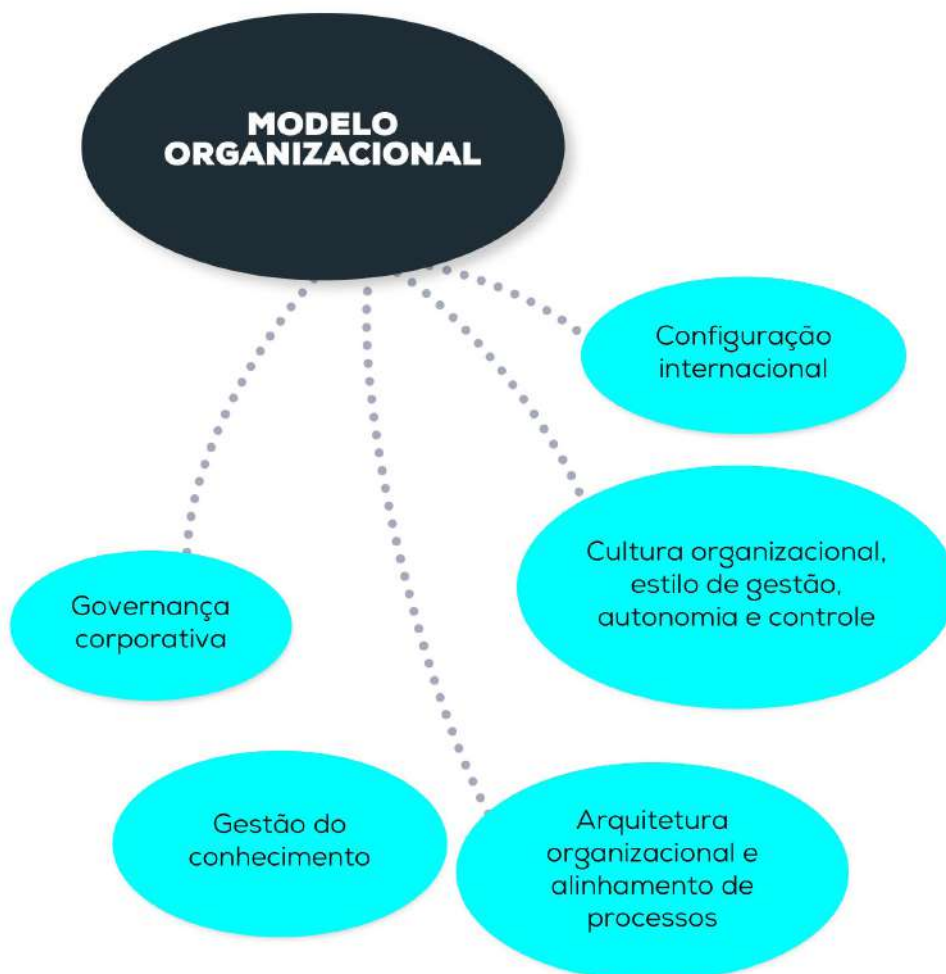 MODELO
ORGANIZACIONAL
Configuração
internacional
Cultura organizacional,
estilo de gestão,
autonomia e controle
Governança
corporativa
Gestão do
conhecimento
Arquitetura
organizacional e
alinhamento de
processos